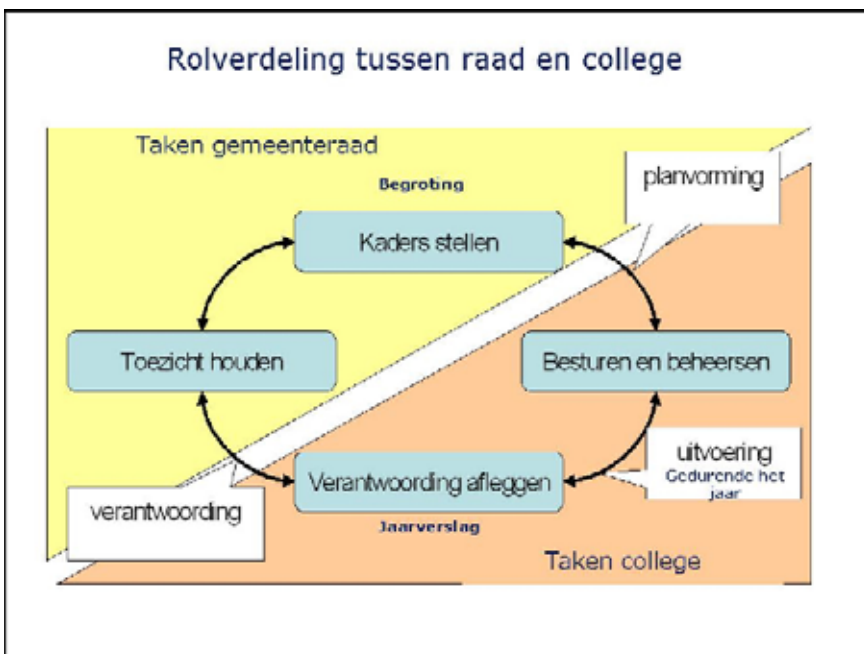 Rolverdeling tussen raad en college
Taken gemeenteraad
Begroting
planvorming
Kaders stellen
Toezicht houden
Besturen en beheersen
uitvoering
Gedurende het
jaar
Verantwoording afleggen
verantwoording
Jaarverslag
Taken college